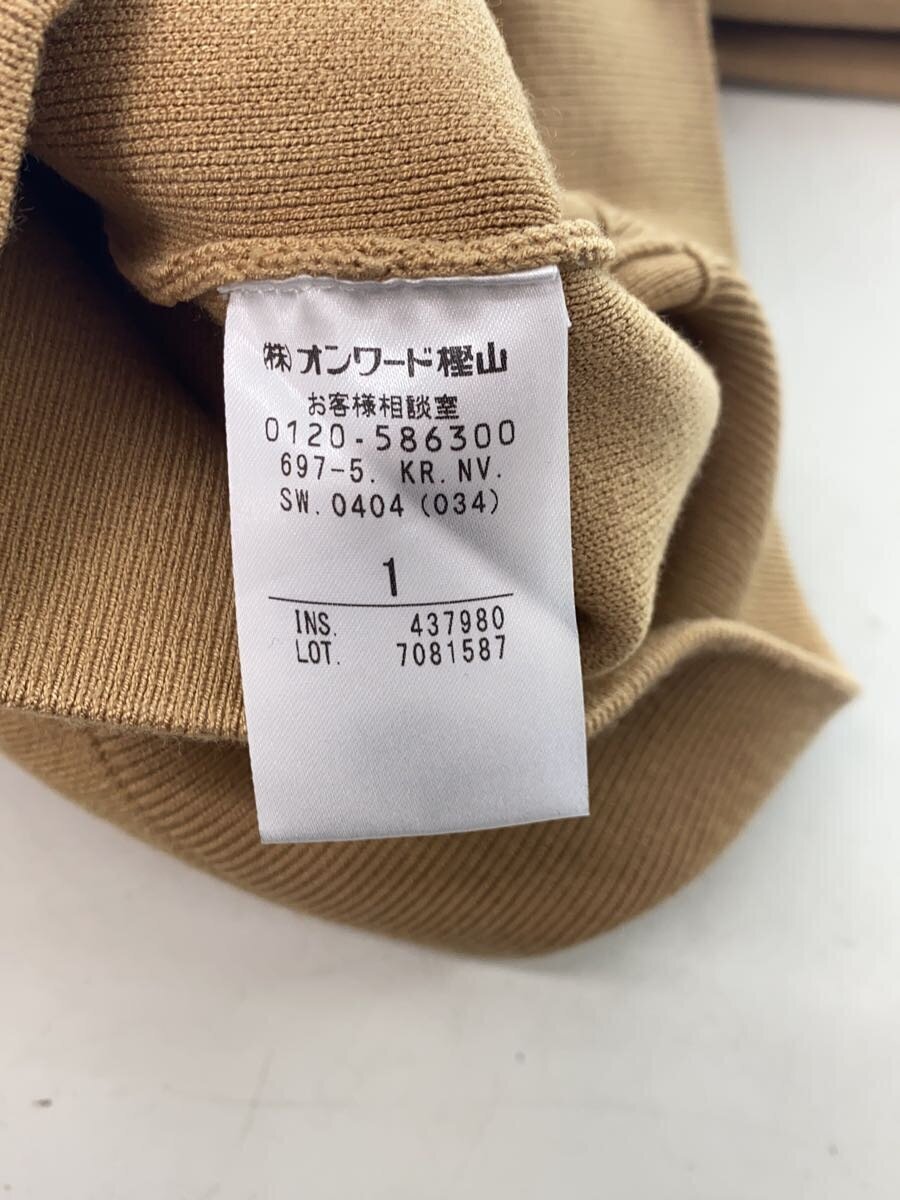 ㈱オンワード樫山
お客様相談室
0120-586300
697-5. KR. NV.
SW. 0404 (034)
1
INS. 437980
LOT. 7081587